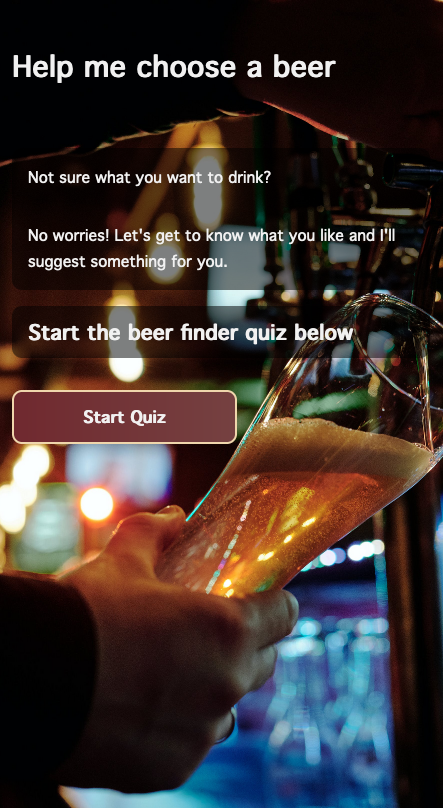 Help me choose a beer
Not sure what you want to drink?
No worries! Let's get to know what you like and I'll
suggest something for you.
Start the beer finder quiz below
Start Quiz